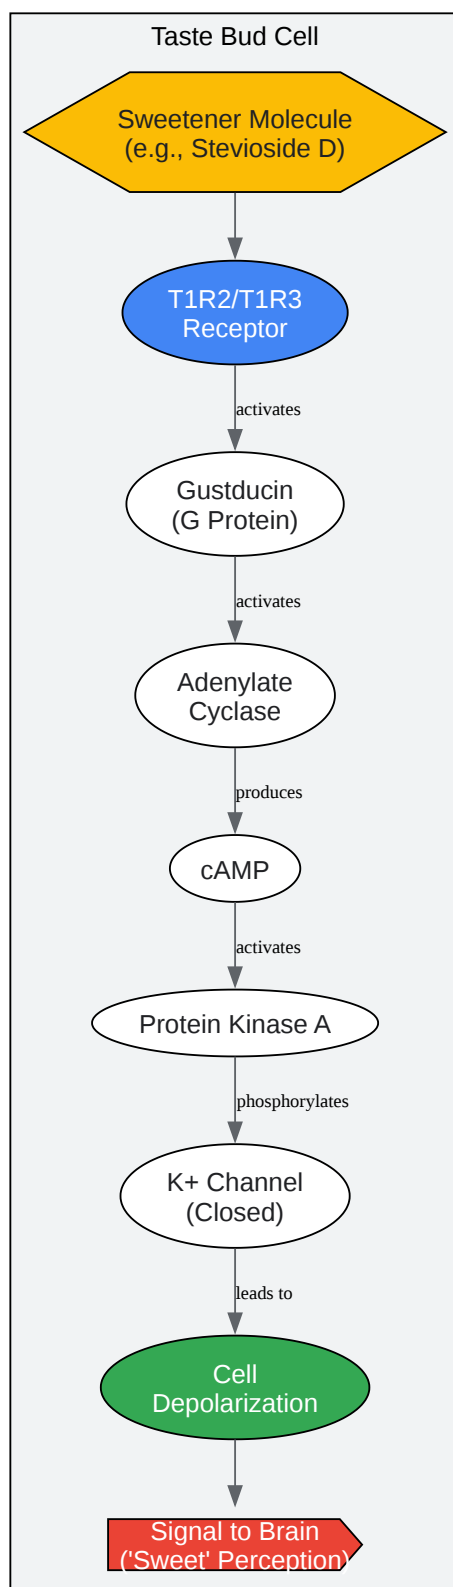 Taste Bud Cell
Sweetener Molecule
(e.g., Stevioside D)
T1R2/T1R3
Receptor
activates
Gustducin
(G Protein)
activates
Adenylate
Cyclase
produces
cAMP
activates
Protein Kinase A
phosphorylates
K+ Channel
(Closed)
leads to
Cell
Depolarization
Signal to Brain
('Sweet' Perception)